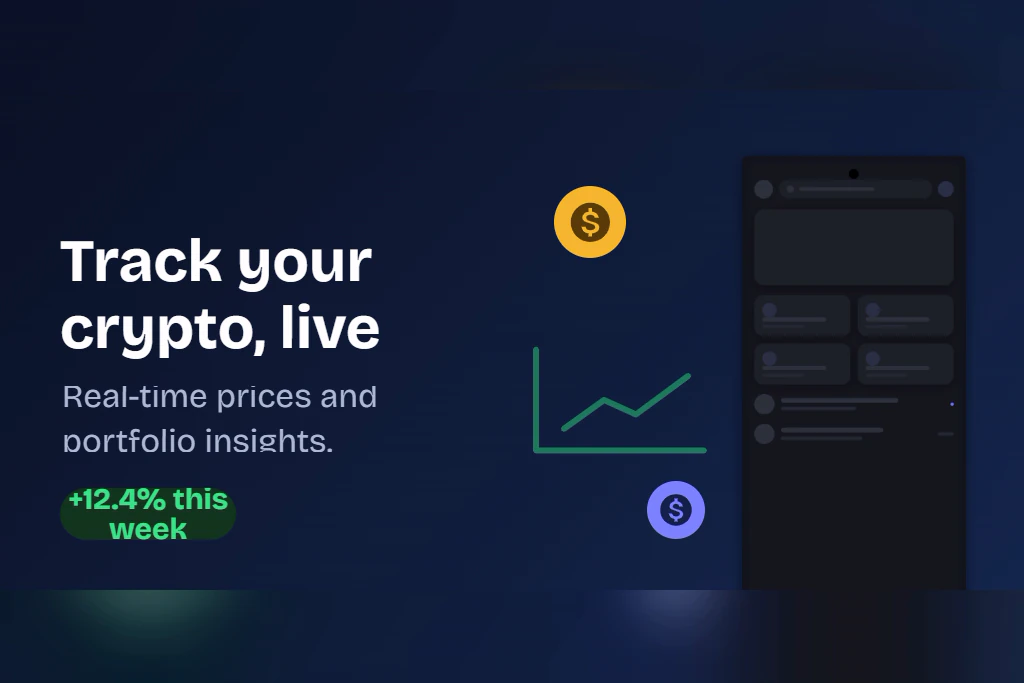 Track your
crypto, live
Real-time prices and
portfolio insights.
+12.4% this
week